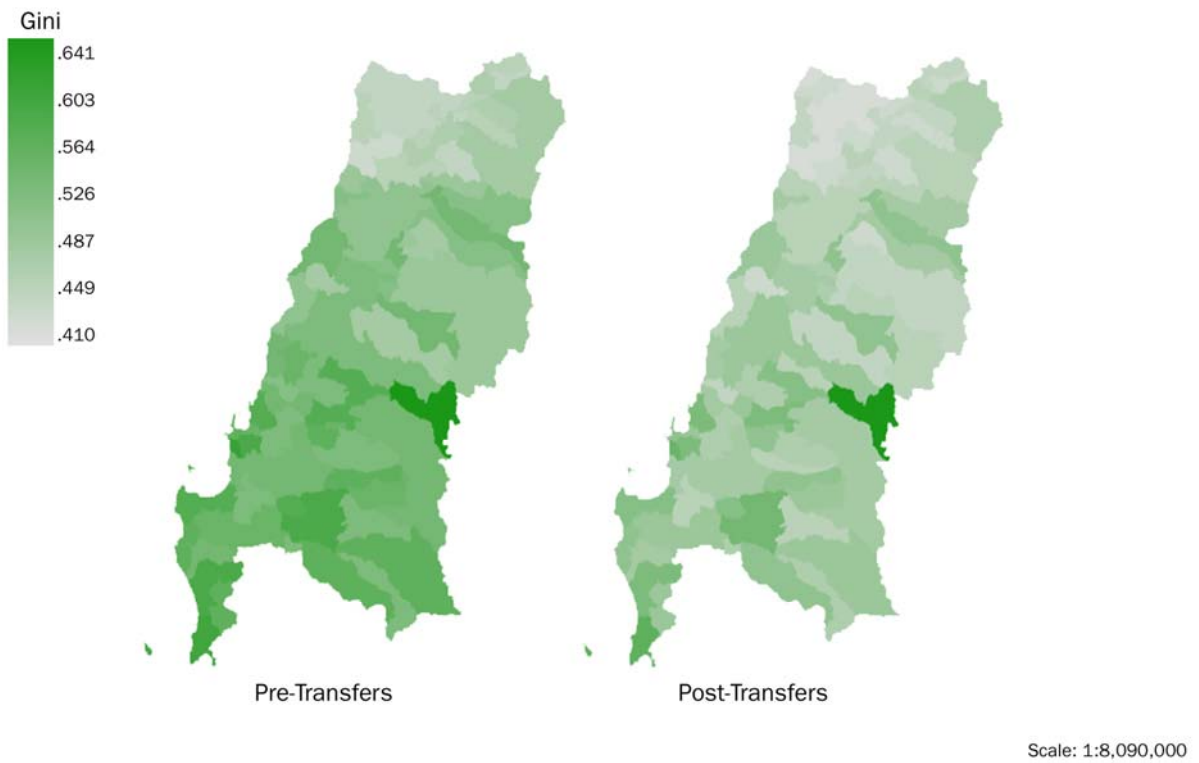 Gini
.641
.603
.564
.526
.487
.449
.410
Pre-Transfers
Post-Transfers
Scale: 1:8,090,000